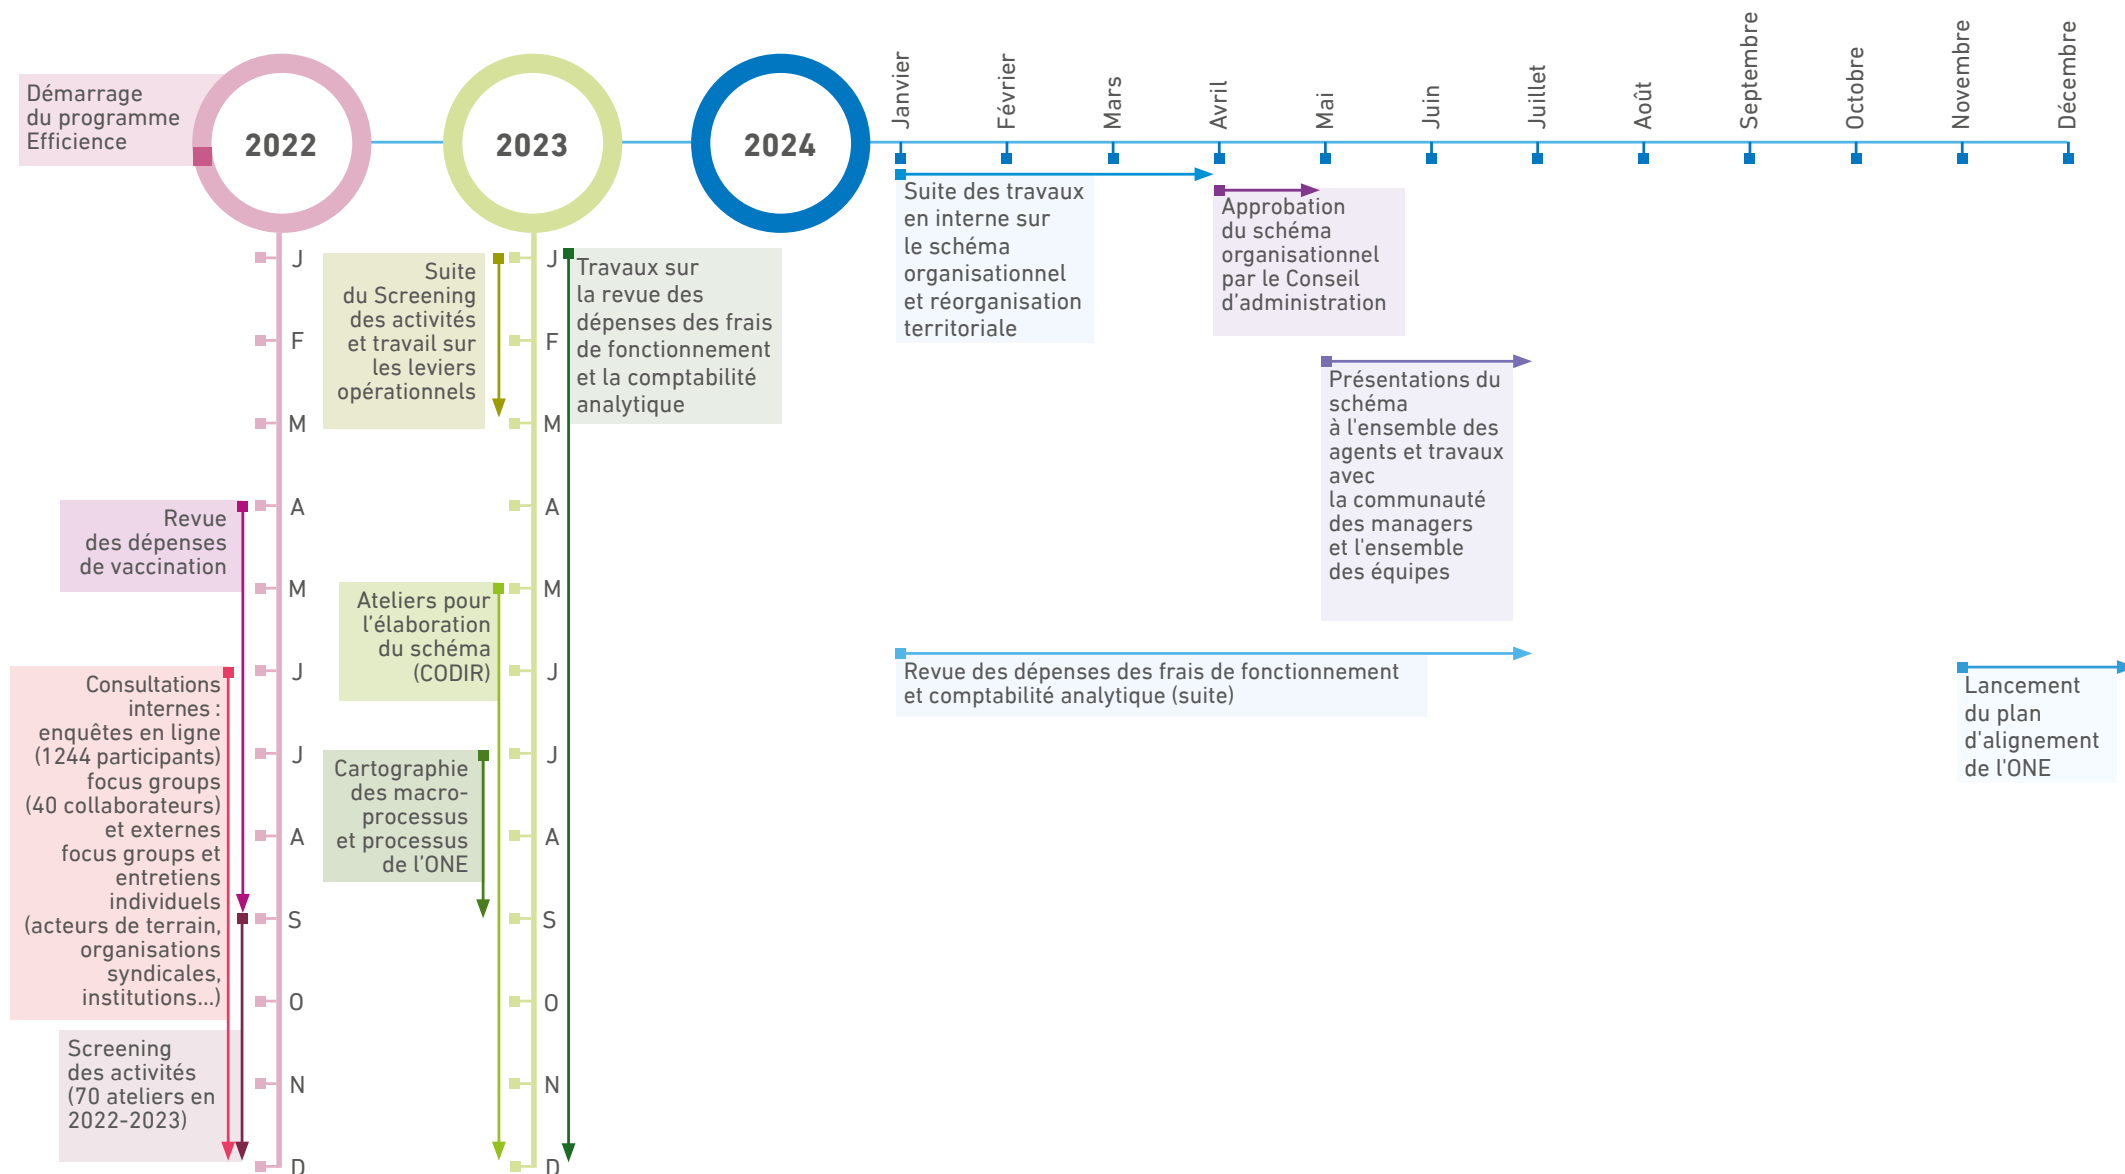 Démarrage
du programme
Efficience
2022
2023
2024
Janvier
Février
Mars
Avril
Mai
Juin
Juillet
Août
Septembre
Octobre
Novembre
Décembre
J
F
M
A
M
J
J
A
S
O
N
D
Revue
des dépenses
de vaccination
Consultations
internes :
enquêtes en ligne
(1244 participants)
focus groups
(40 collaborateurs)
et externes
focus groups et
entretiens
individuels
(acteurs de terrain,
organisations
syndicales,
institutions...)
Screening
des activités
(70 ateliers en
2022-2023)
Suite
du Screening
des activités
et travail sur
les leviers
opérationnels
Ateliers pour
l'élaboration
du schéma
(CODIR)
Cartographie
des macro-
processus
et processus
de l'ONE
J
F
M
A
M
J
J
A
S
O
N
D
Travaux sur
la revue des
dépenses des frais
de fonctionnement
et la comptabilité
analytique
Suite des travaux
en interne sur
le schéma
organisationnel
et réorganisation
territoriale
Approbation
du schéma
organisationnel
par le Conseil
d'administration
Présentations du
schéma
à l'ensemble des
agents et travaux
avec
la communauté
des managers
et l'ensemble
des équipes
Revue des dépenses des frais de fonctionnement
et comptabilité analytique (suite)
Lancement
du plan
d'alignement
de l'ONE